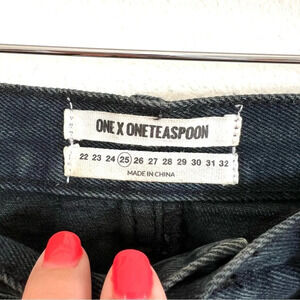 ONE X ONETEASPOON
22 23 24 25 26 27 28 29 30 31 32
MADE IN CHINA